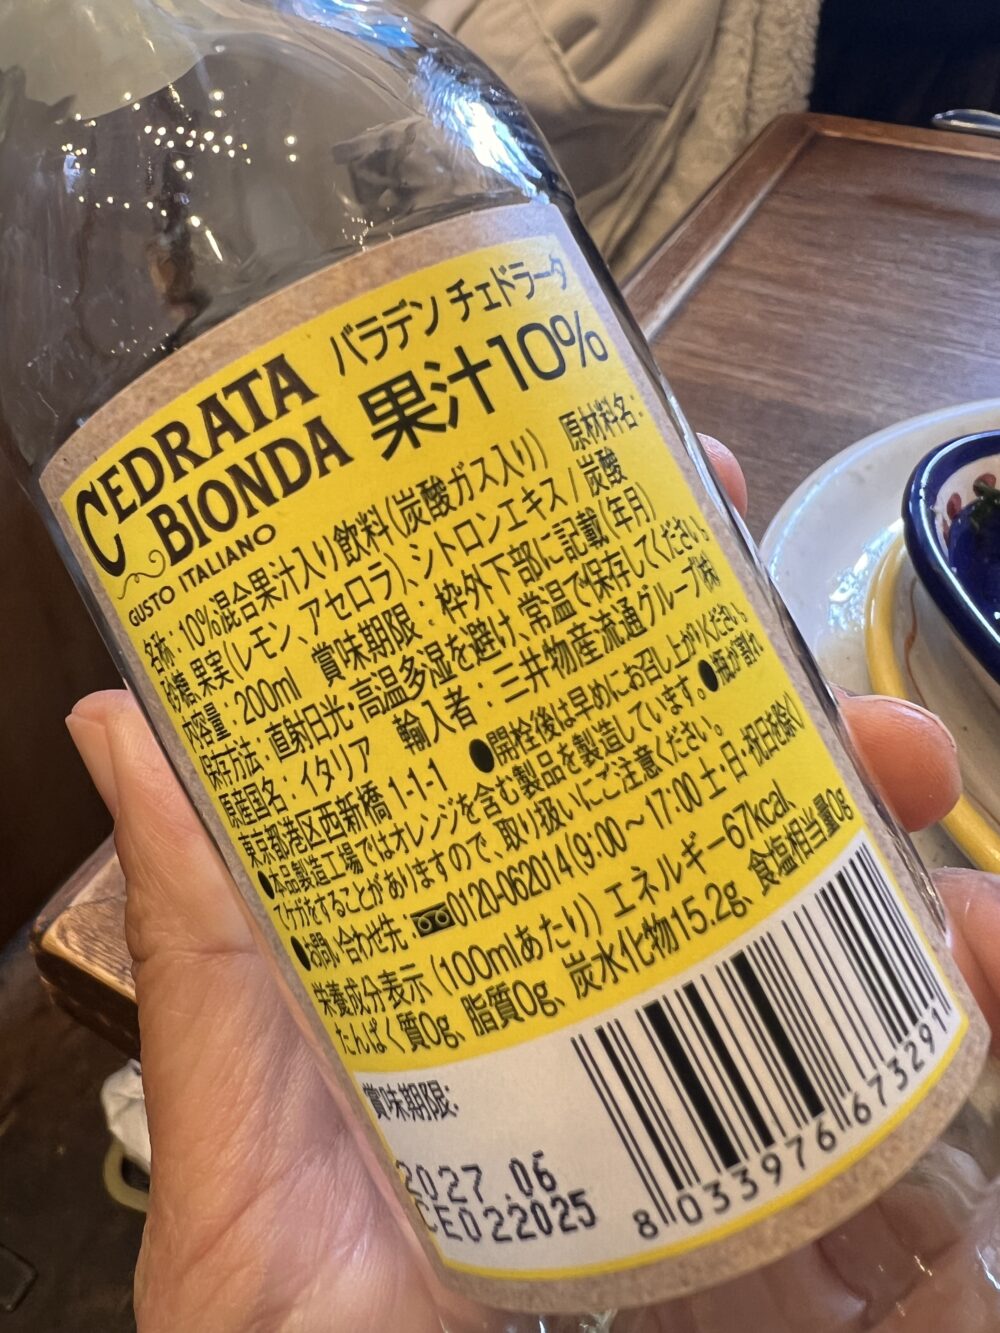 CEDRATA
BIONDA
GUSTO ITALIANO
バラデン チェドラータ
果汁10%
名称：10%混合果汁入り飲料(炭酸ガス入り) 原材料名：
砂糖、果実(レモン、アセロラ)、シトロンエキス/炭酸
内容量：200ml 賞味期限：枠外下部に記載(年月)
保存方法：直射日光・高温多湿を避け、常温で保存してください。
原産国名：イタリア 輸入者：三井物産流通グループ㈱
東京都港区西新橋 1-1-1 ●開栓後は早めにお召し上がりください。
●本品製造工場ではオレンジを含む製品を製造しています。●瓶が割れ
てケガをすることがありますので、取り扱いにご注意ください。
●お問い合わせ先：0120-062014(9:00～17:00 土・日・祝日を除く)
栄養成分表示 (100mlあたり) エネルギー67kcal、
たんぱく質0g、脂質0g、炭水化物15.2g、食塩相当量0g
賞味期限:
2027.06
CE022025
8033976673291